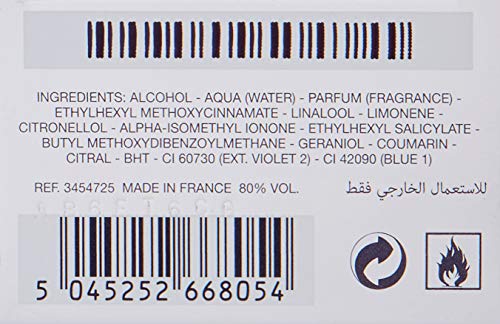 INGREDIENTS: ALCOHOL - AQUA (WATER) - PARFUM (FRAGRANCE) -
ETHYLHEXYL METHOXYCINNAMATE - LINALOOL - LIMONENE -
CITRONELLOL - ALPHA-ISOMETHYL IONONE - ETHYLHEXYL SALICYLATE -
BUTYL METHOXYDIBENZOYLMETHANE - GERANIOL - COUMARIN -
CITRAL - BHT - CI 60730 (EXT. VIOLET 2) - CI 42090 (BLUE 1)
REF. 3454725 MADE IN FRANCE 80% VOL. للاستعمال الخارجي فقط
5 045252 668054